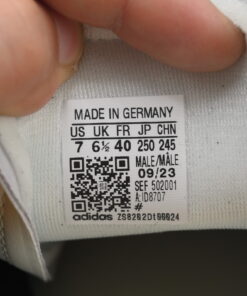 MADE IN GERMANY
US UK FR JP CHN
7 6½ 40 250 245
MALE/MÂLE
09/23
SEF 502001
A:ID8707
#
adidas